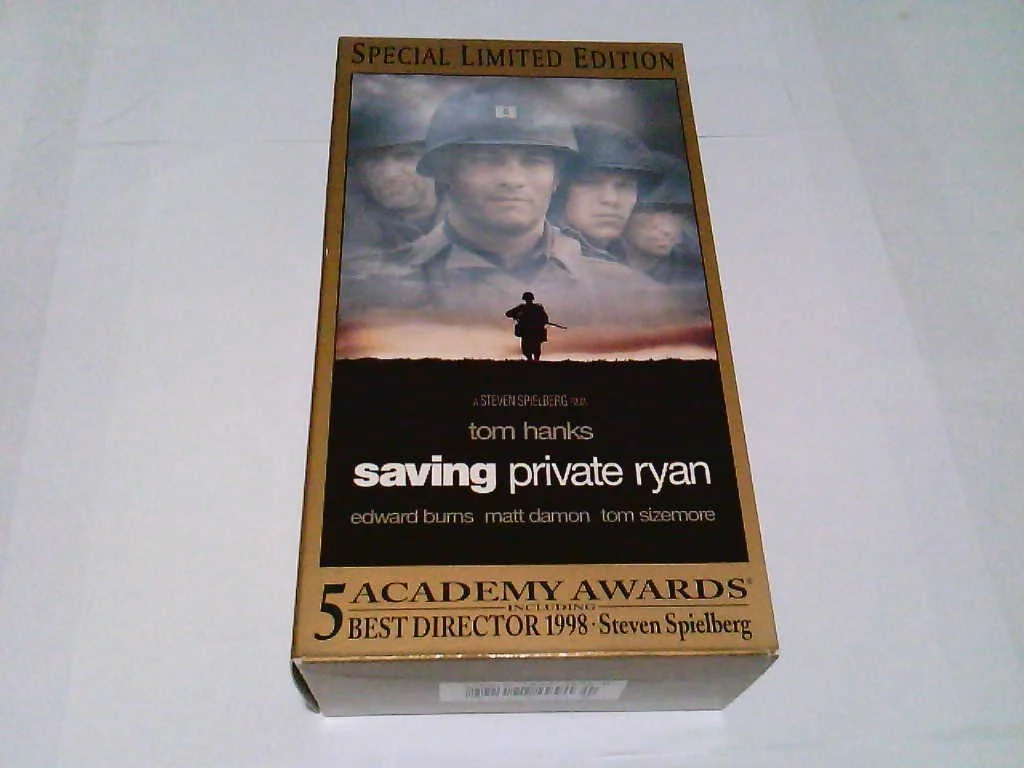 SPECIAL LIMITED EDITION
A STEVEN SPIELBERG FILM
tom hanks
saving private ryan
edward burns matt damon tom sizemore
5 ACADEMY AWARDS®
INCLUDING
BEST DIRECTOR 1998 · Steven Spielberg